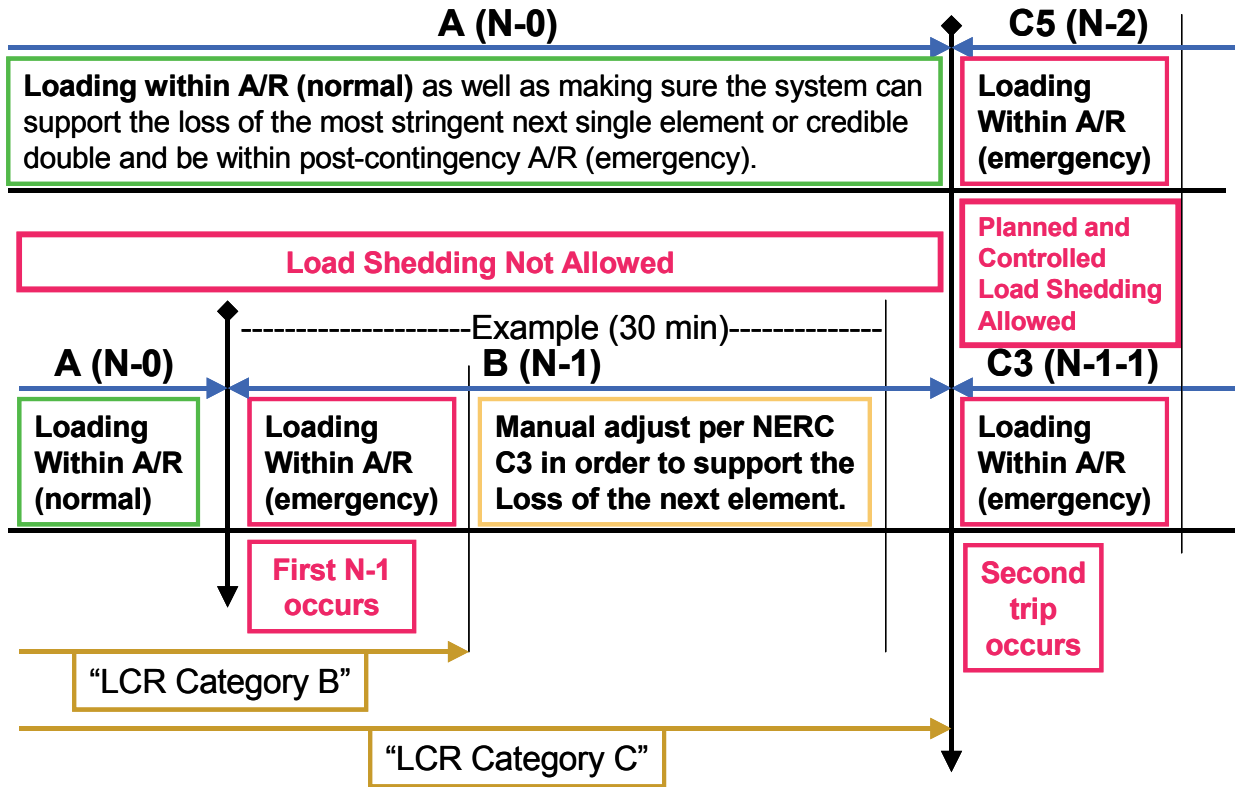 A (N-0)
C5 (N-2)
Loading within A/R (normal) as well as making sure the system can
support the loss of the most stringent next single element or credible
double and be within post-contingency A/R (emergency).
Loading
Within A/R
(emergency)
Load Shedding Not Allowed
Planned and
Controlled
Load Shedding
Allowed
---------------------Example (30 min)--------------
A (N-0)
B (N-1)
C3 (N-1-1)
Loading
Within A/R
(normal)
Loading
Within A/R
(emergency)
Manual adjust per NERC
C3 in order to support the
Loss of the next element.
Loading
Within A/R
(emergency)
First N-1
occurs
Second
trip
occurs
“LCR Category B”
“LCR Category C”